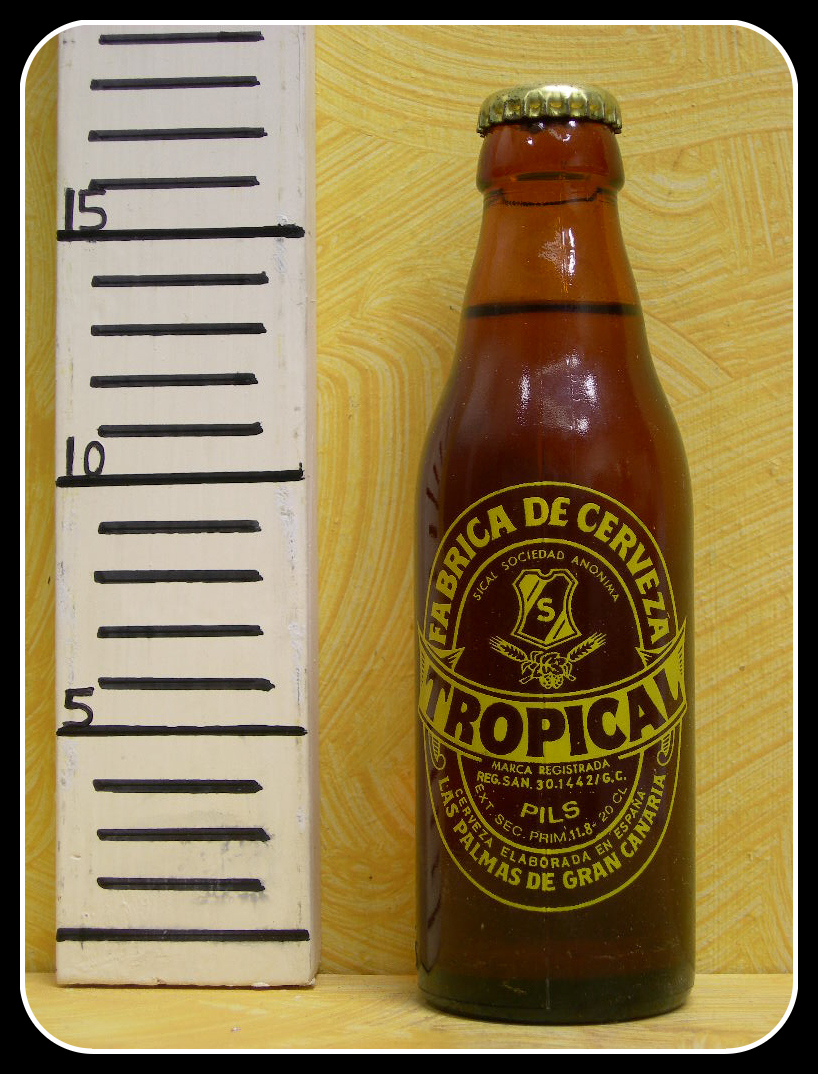 15
10
5
FABRICA DE CERVEZA
SICAL SOCIEDAD ANONIMA
S
TROPICAL
MARCA REGISTRADA
REG.SAN.30.1442/G.C.
EXT. SEC. PRIM. 11.8- 20 CL
PILS
CERVEZA ELABORADA EN ESPAÑA
LAS PALMAS DE GRAN CANARIA